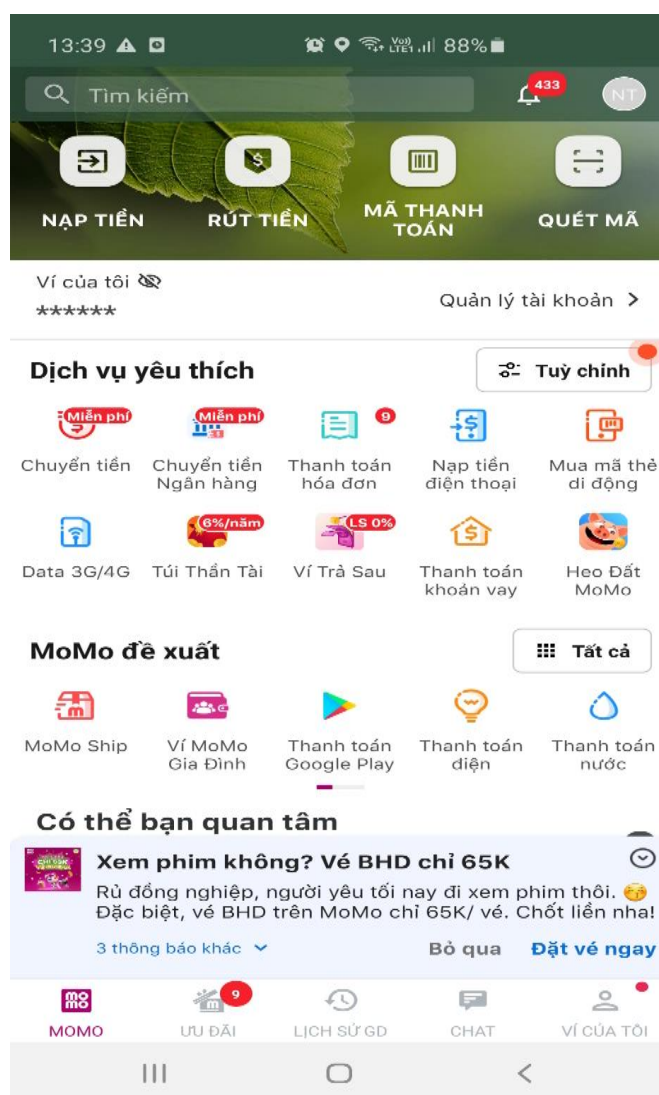 13:39 88%
Tìm kiếm 433 NT
NẠP TIỀN RÚT TIỀN MÃ THANH TOÁN QUÉT MÃ
Ví của tôi
******
Quản lý tài khoản
Dịch vụ yêu thích Tuỳ chỉnh
Miễn phí Miễn phí 9
Chuyển tiền Chuyển tiền Ngân hàng Thanh toán hóa đơn Nạp tiền điện thoại Mua mã thẻ di động
6%/năm LS 0%
Data 3G/4G Túi Thần Tài Ví Trả Sau Thanh toán khoản vay Heo Đất MoMo
MoMo đề xuất Tất cả
MoMo Ship Ví MoMo Gia Đình Thanh toán Google Play Thanh toán điện Thanh toán nước
Có thể bạn quan tâm
Xem phim không? Vé BHD chỉ 65K
Rủ đồng nghiệp, người yêu tối nay đi xem phim thôi.
Đặc biệt, vé BHD trên MoMo chỉ 65K/ vé. Chốt liền nha!
3 thông báo khác Bỏ qua Đặt vé ngay
9
MOMO ƯU ĐÃI LỊCH SỬ GD CHAT VÍ CỦA TÔI